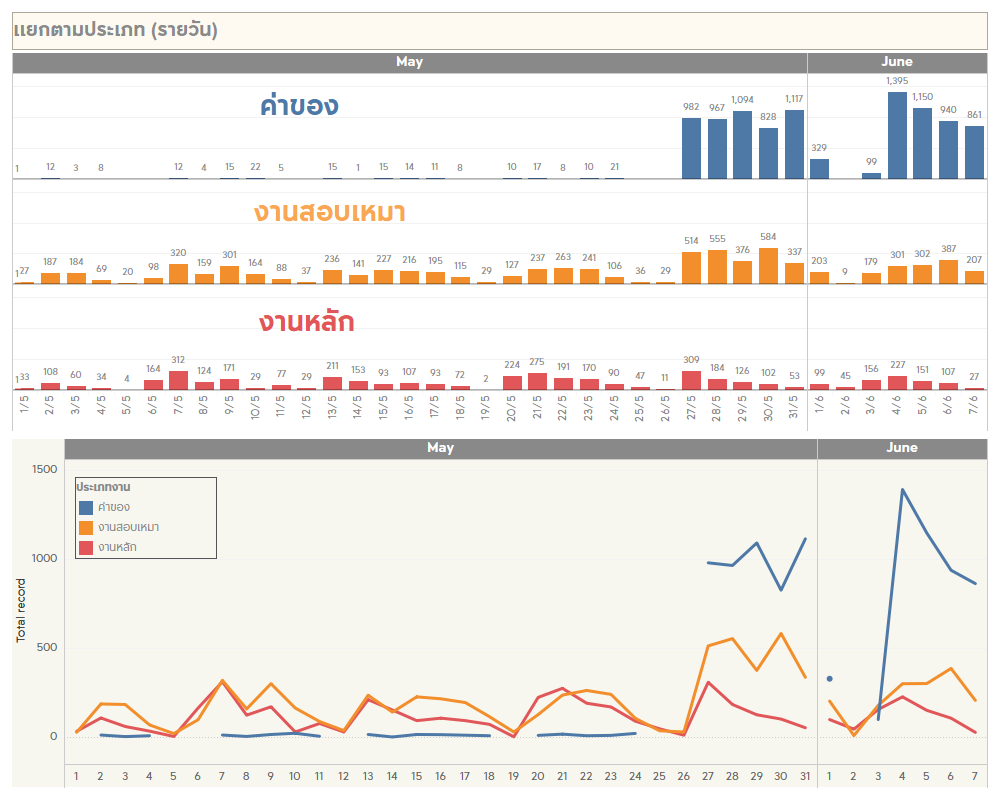 แยกตามประเภท (รายวัน)
May June
ค่าของ
1 12 3 8 12 4 15 22 5 15 1 15 14 11 8 10 17 8 10 21 982 967 1,094 828 1,117 329 99 1,395 1,150 940 861
งานสอบเหมา
127 187 184 69 20 98 320 159 301 164 88 37 236 141 227 216 195 115 29 127 237 263 241 106 36 29 514 555 376 584 337 203 9 179 301 302 387 207
งานหลัก
133 108 60 34 4 164 312 124 171 29 77 29 211 153 93 107 93 72 2 224 275 191 170 90 47 11 309 184 126 102 53 99 45 156 227 151 107 27
1/5 2/5 3/5 4/5 5/5 6/5 7/5 8/5 9/5 10/5 11/5 12/5 13/5 14/5 15/5 16/5 17/5 18/5 19/5 20/5 21/5 22/5 23/5 24/5 25/5 26/5 27/5 28/5 29/5 30/5 31/5 1/6 2/6 3/6 4/6 5/6 6/6 7/6
May June
1500
ประเภทงาน
ค่าของ
งานสอบเหมา
งานหลัก
1000
Total record
500
0
1 2 3 4 5 6 7 8 9 10 11 12 13 14 15 16 17 18 19 20 21 22 23 24 25 26 27 28 29 30 31 1 2 3 4 5 6 7